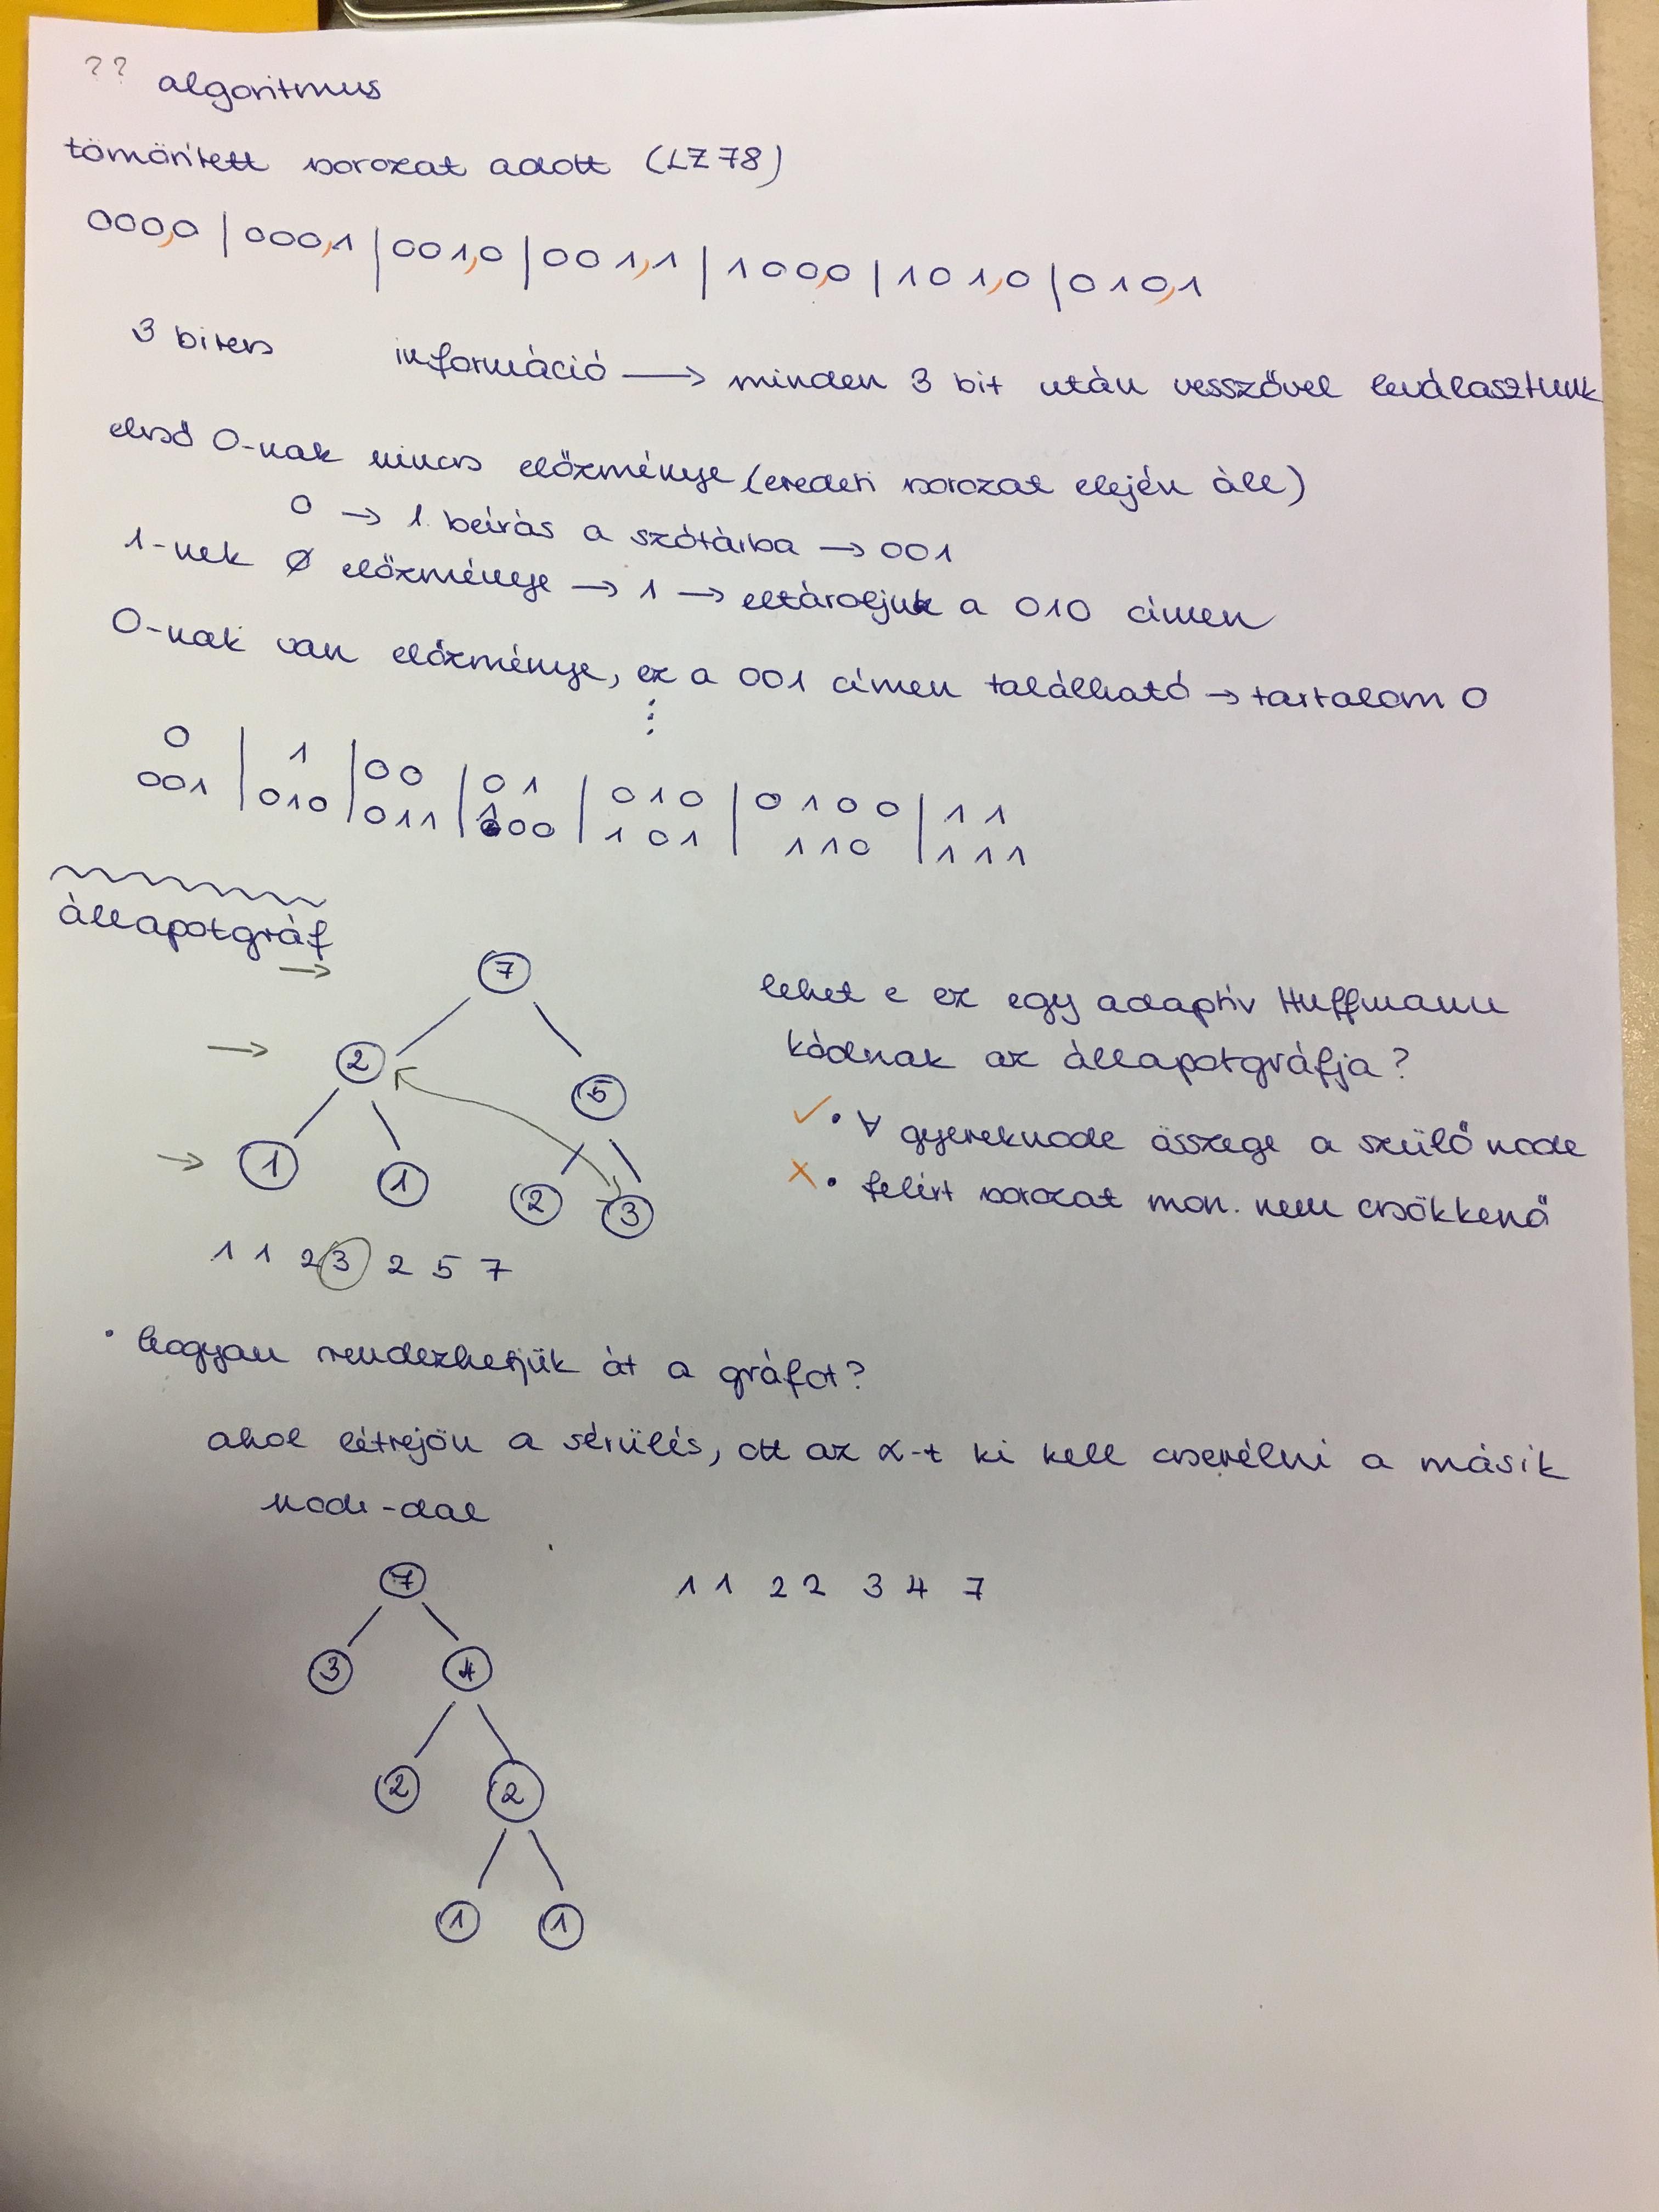 ?? algoritmus
tömörített sorozat adott (LZ78)
000,0 | 000,1 | 001,0 | 001,1 | 100,0 | 101,0 | 010,1
3 bites információ → minden 3 bit után vesszővel leválasztunk
első 0-nak nincs előzménye (eredeti sorozat elején áll)
0 → 1. beírás a szótárba → 001
1-nek ∅ előzménye → 1 → eltároljuk a 010 címen
0-nak van előzménye, ez a 001 címen található → tartalom 0
⋮
0 | 1 | 00 | 01 | 010 | 0100 | 11
001 | 010 | 011 | 100 | 101 | 110 | 111
állapotgráf
→ 7
→ 2 5
→ 1 1 2 3
1 1 2 3 2 5 7
lehet e ez egy adaptív Huffmann
kódnak az állapotgráfja?
✓ • ∀ gyereknode összege a szülő node
x • felírt sorozat mon. nem csökkenő
• hogyan rendezhetjük át a gráfot?
ahol létrejön a sérülés, ott az x-t ki kell cserélni a másik
node-dal
7
3 4
2 2
1 1
1 1 2 2 3 4 7